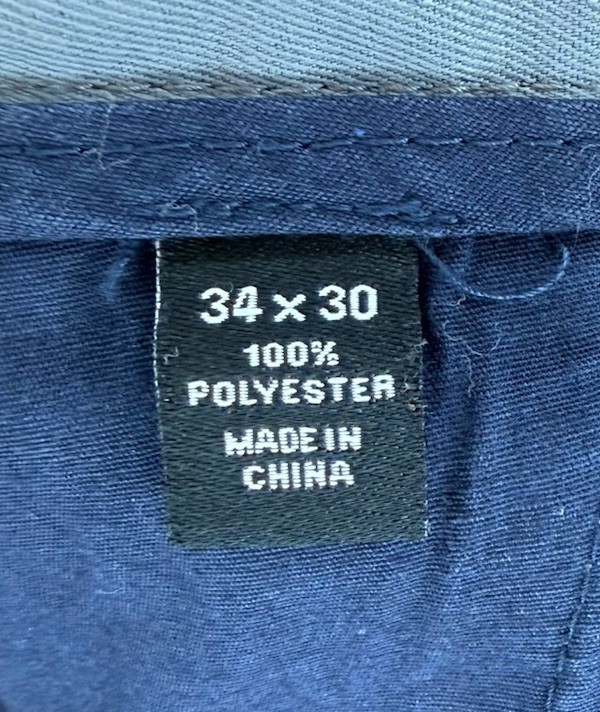 34 x 30
100%
POLYESTER
MADE IN
CHINA